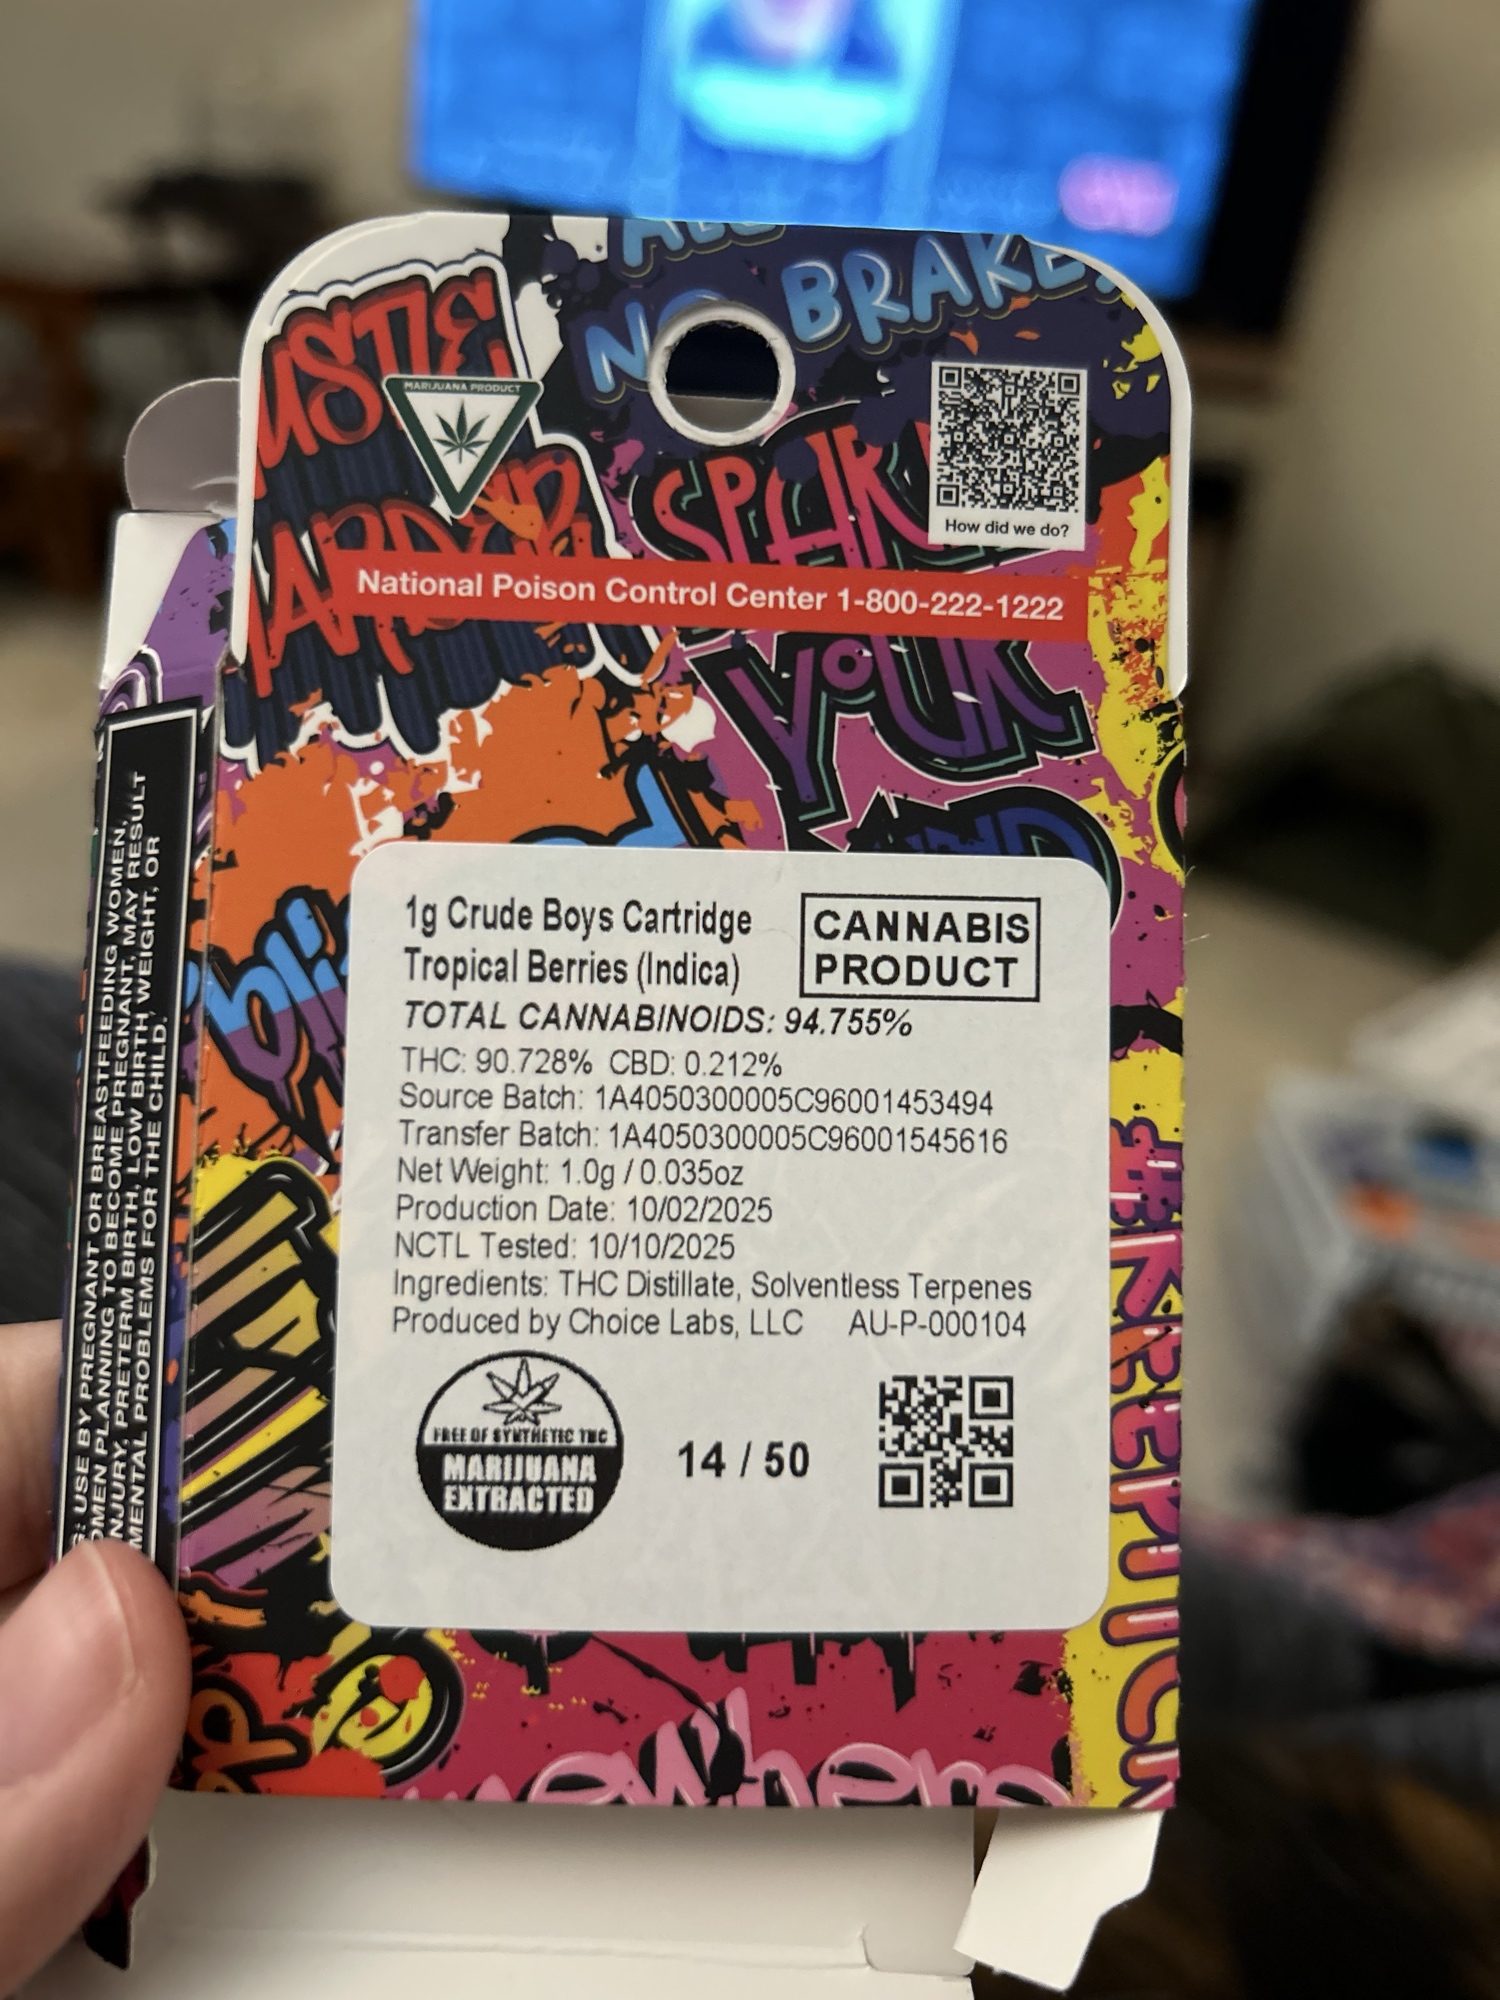 NO BRAKES
USTLE
MARIJUANA PRODUCT
HARDER
How did we do?
National Poison Control Center 1-800-222-1222
YOUR
1g Crude Boys Cartridge
Tropical Berries (Indica)
CANNABIS
PRODUCT
TOTAL CANNABINOIDS: 94.755%
THC: 90.728% CBD: 0.212%
Source Batch: 1A4050300005C96001453494
Transfer Batch: 1A4050300005C96001545616
Net Weight: 1.0g / 0.035oz
Production Date: 10/02/2025
NCTL Tested: 10/10/2025
Ingredients: THC Distillate, Solventless Terpenes
Produced by Choice Labs, LLC AU-P-000104
FREE OF SYNTHETIC THC
MARIJUANA
EXTRACTED
14 / 50
: USE BY PREGNANT OR BREASTFEEDING WOMEN,
OMEN PLANNING TO BECOME PREGNANT, MAY RESULT
NJURY, PRETERM BIRTH, LOW BIRTH WEIGHT, OR
MENTAL PROBLEMS FOR THE CHILD.